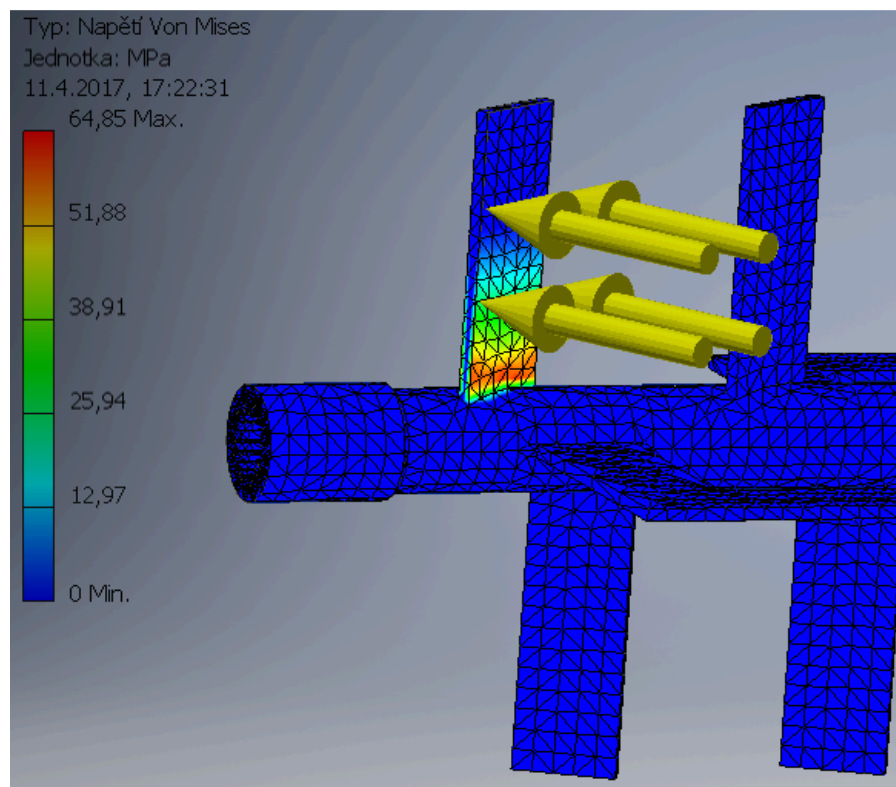 Typ: Napětí Von Mises
Jednotka: MPa
11.4.2017, 17:22:31
64,85 Max.
51,88
38,91
25,94
12,97
0 Min.